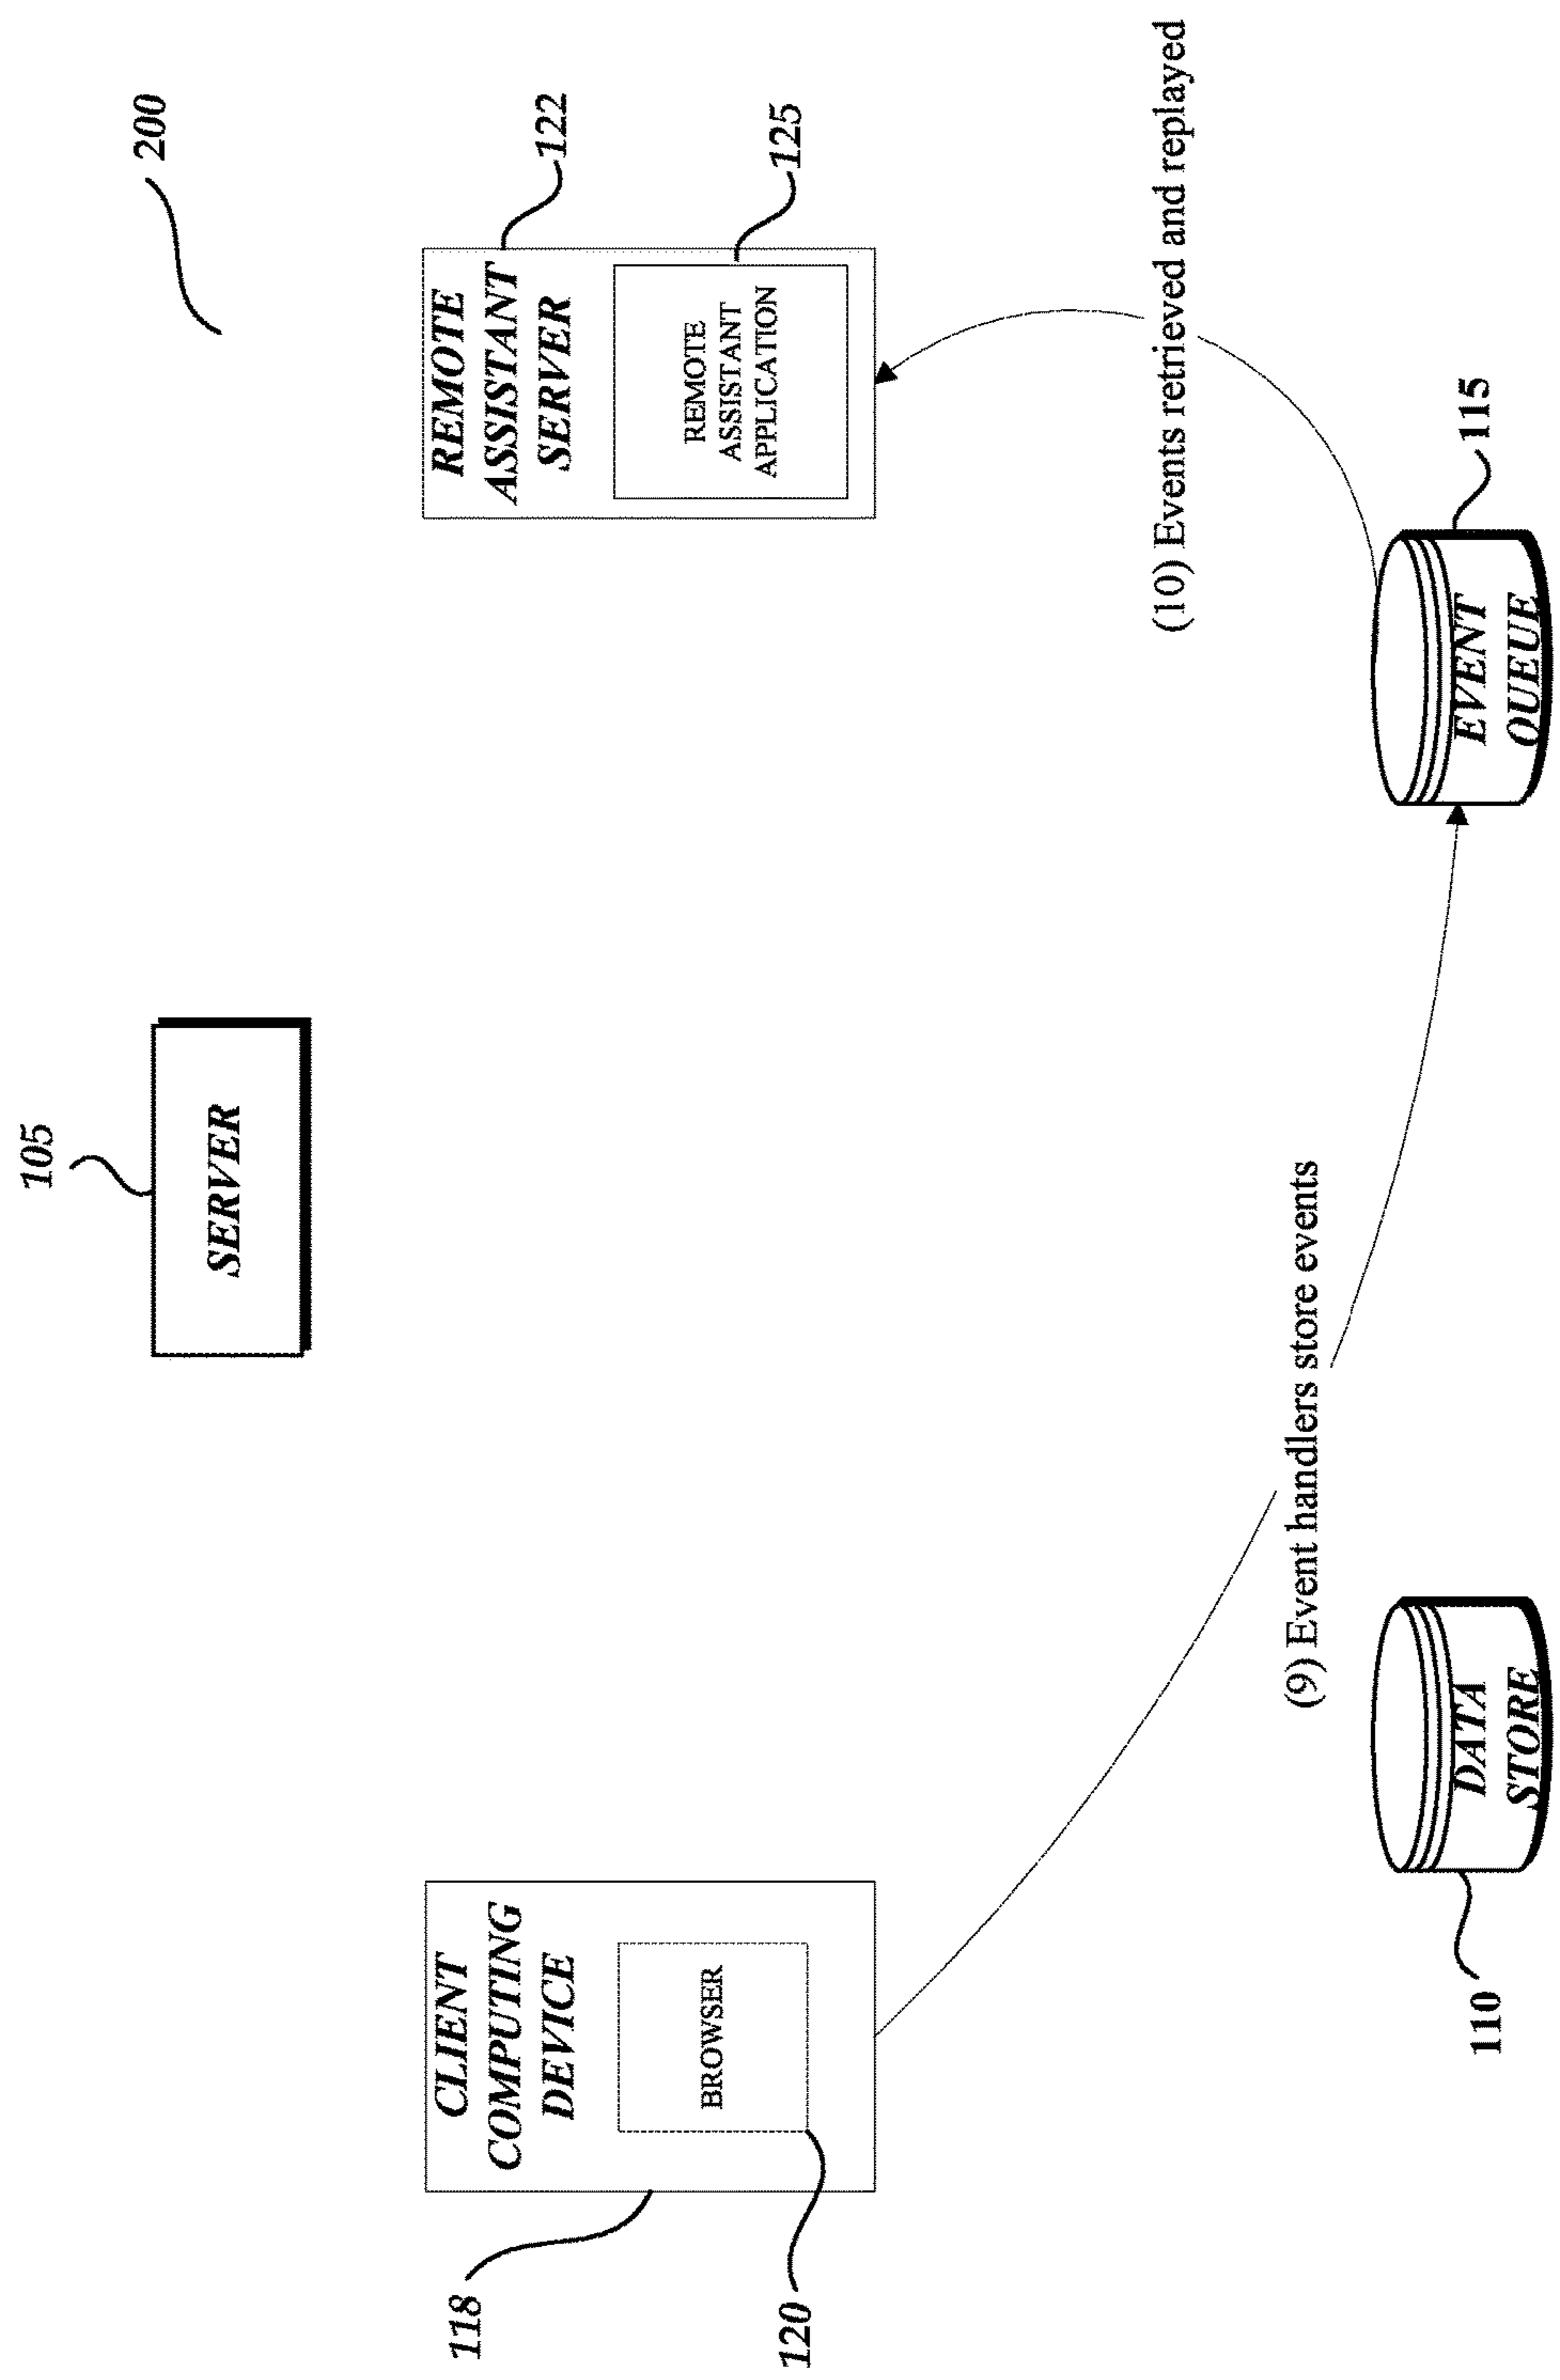 200
105
SERVER
118
CLIENT
COMPUTING
DEVICE
BROWSER
120
REMOTE
ASSISTANT
SERVER
122
REMOTE
ASSISTANT
APPLICATION
125
(10) Events retrieved and replayed
(9) Event handlers store events
110
DATA
STORE
EVENT
QUEUE
115